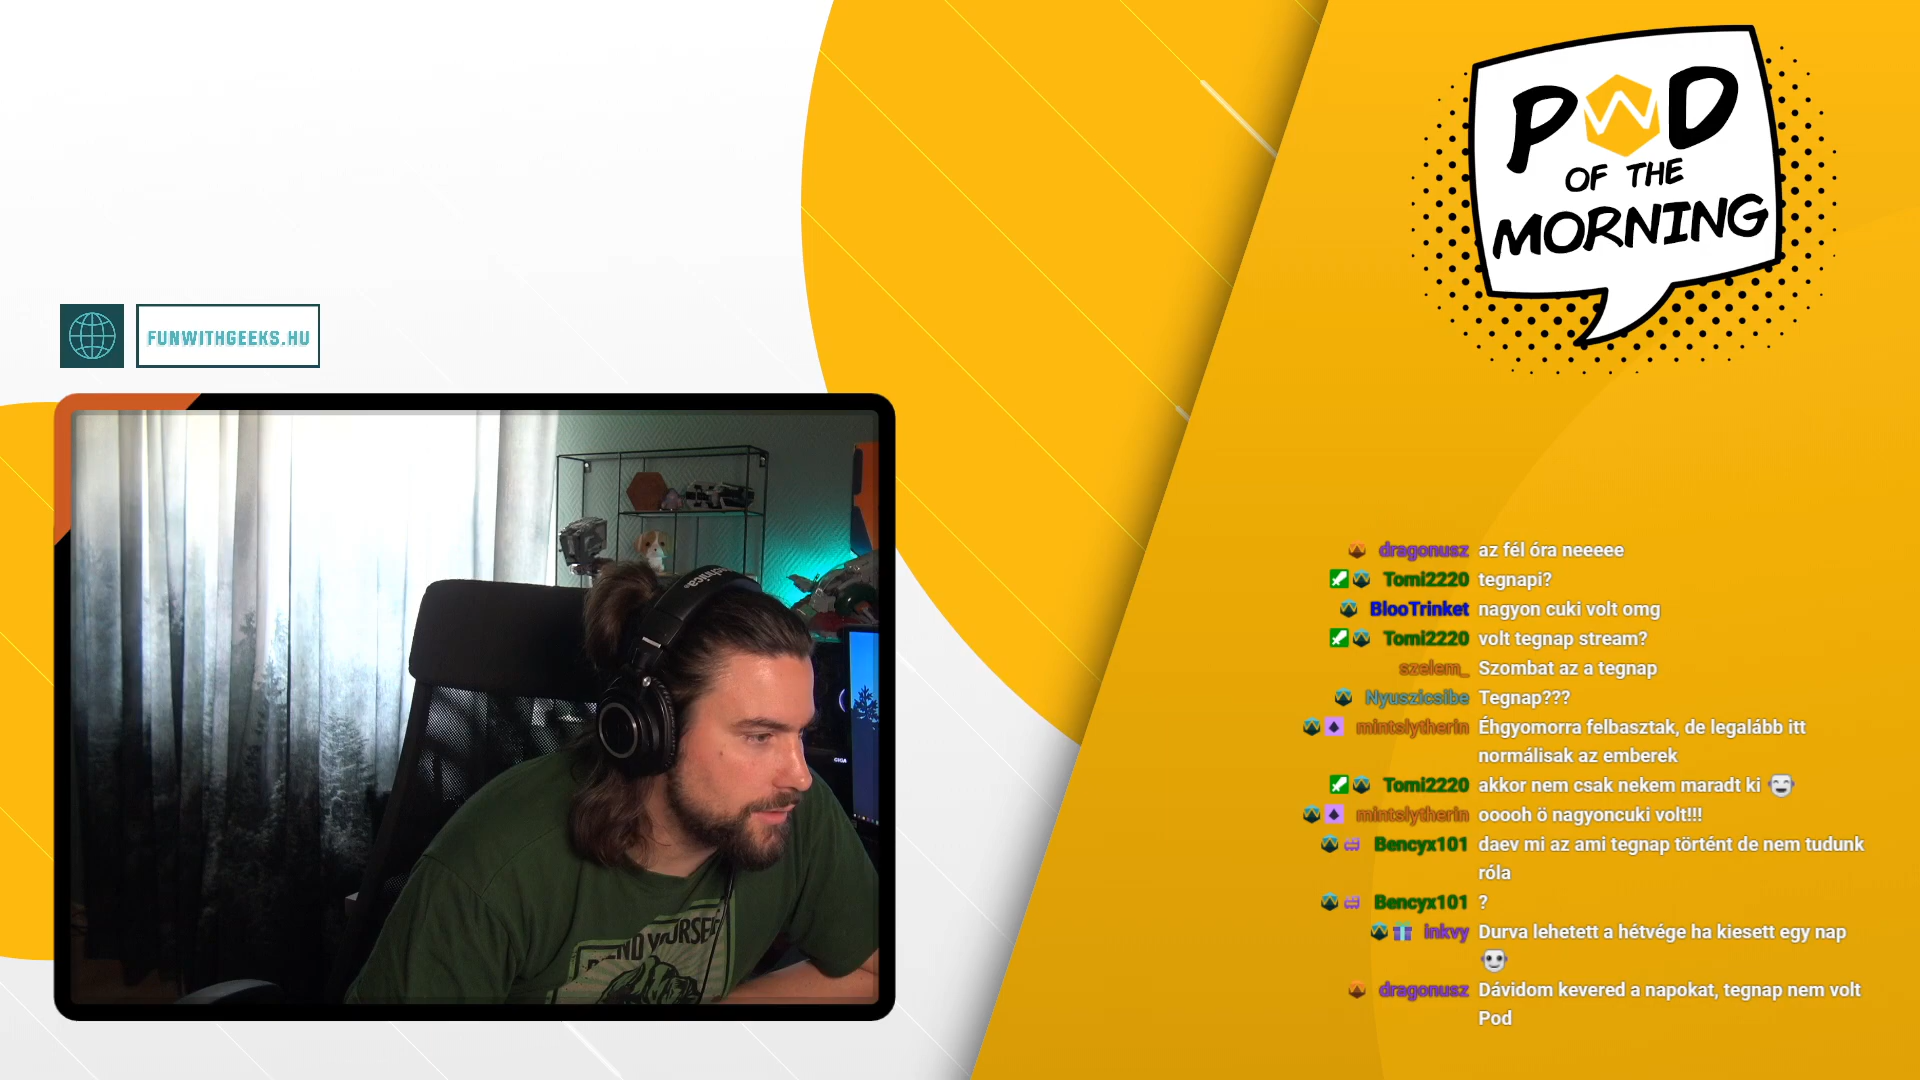 POD
OF THE
MORNING
FUNWITHGEEKS.HU
technica
GIGA
dragonusz az fél óra neeeee
Tomi2220 tegnapi?
BlooTrinket nagyon cuki volt omg
Tomi2220 volt tegnap stream?
szelem_ Szombat az a tegnap
Nyuszicsibe Tegnap???
mintslytherin Éhgyomorra felbasztak, de legalább itt
normálisak az emberek
Tomi2220 akkor nem csak nekem maradt ki
mintslytherin ooooh ö nagyoncuki volt!!!
Bencyx101 daev mi az ami tegnap történt de nem tudunk
róla
Bencyx101 ?
inkvy Durva lehetett a hétvége ha kiesett egy nap
dragonusz Dávidom kevered a napokat, tegnap nem volt
Pod